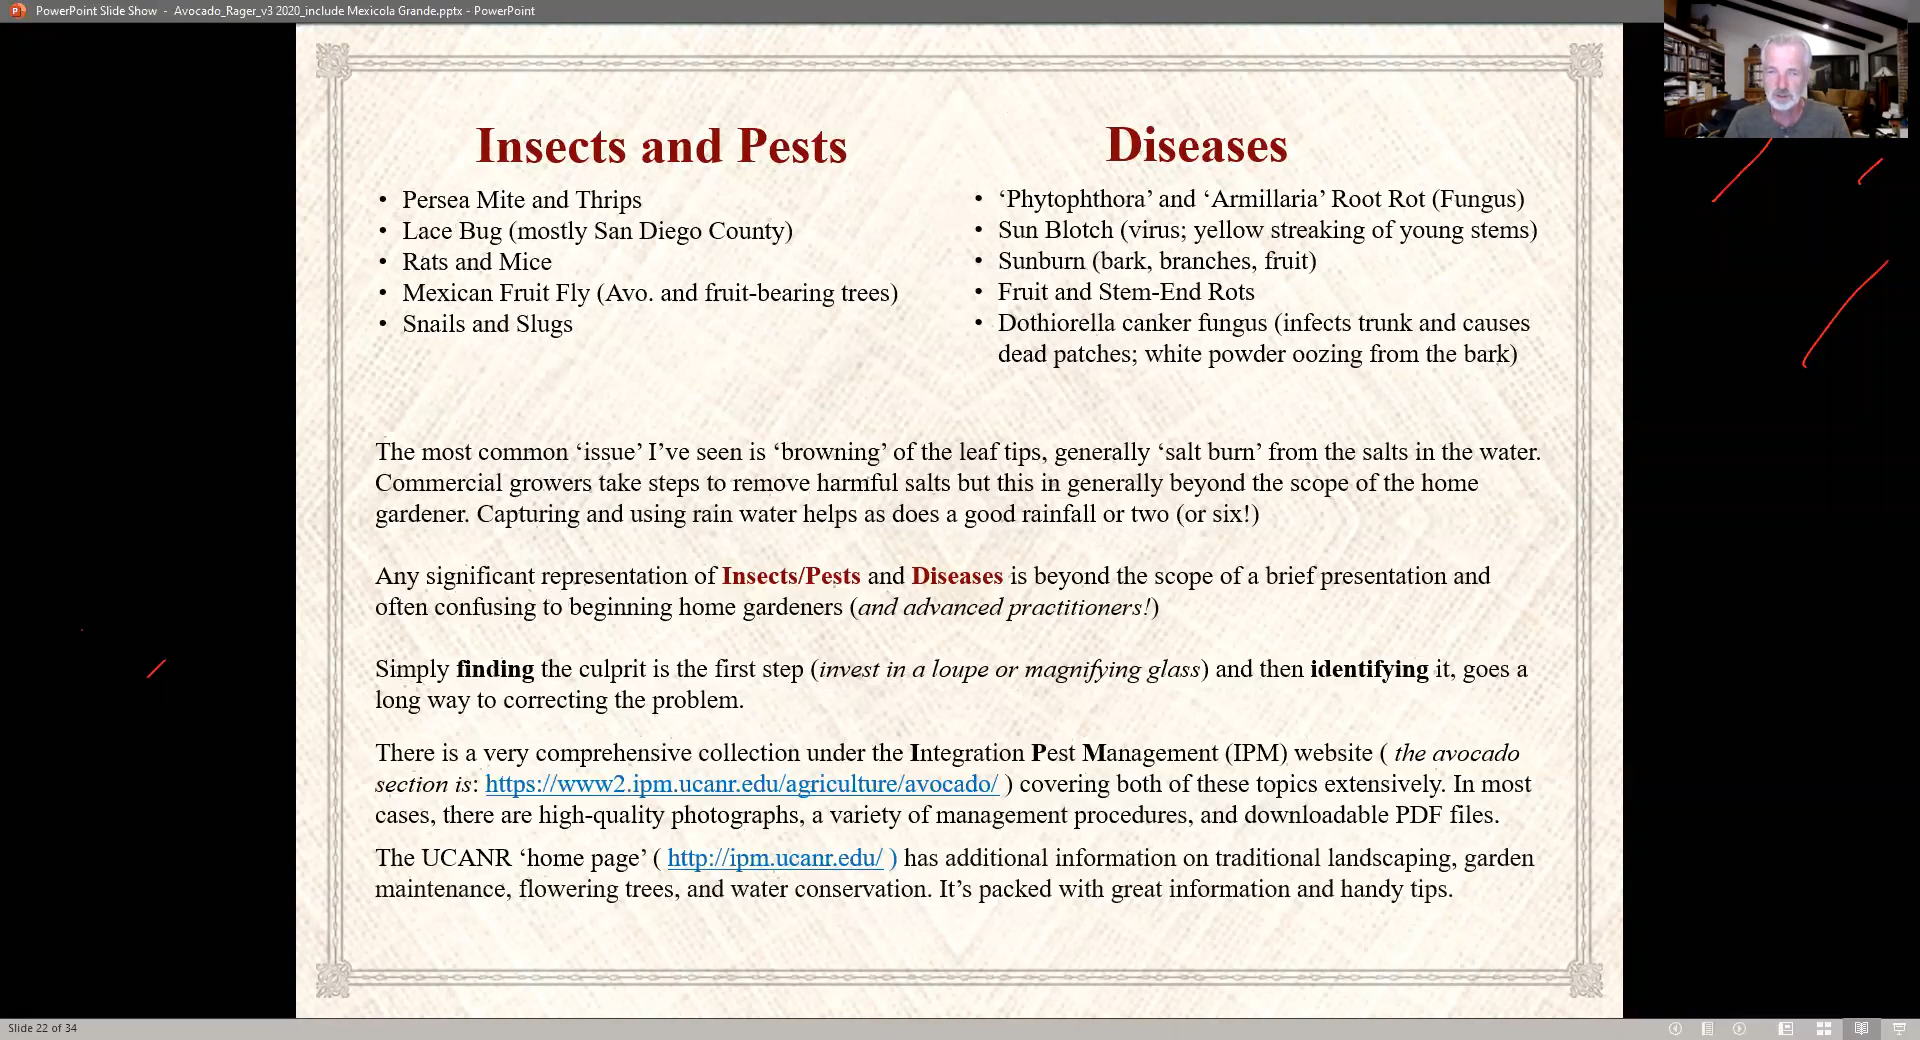 PowerPoint Slide Show - Avocado_Rager_v3 2020_include Mexicola Grande.pptx - PowerPoint
Insects and Pests
• Persea Mite and Thrips
• Lace Bug (mostly San Diego County)
• Rats and Mice
• Mexican Fruit Fly (Avo. and fruit-bearing trees)
• Snails and Slugs
Diseases
• ‘Phytophthora’ and ‘Armillaria’ Root Rot (Fungus)
• Sun Blotch (virus; yellow streaking of young stems)
• Sunburn (bark, branches, fruit)
• Fruit and Stem-End Rots
• Dothiorella canker fungus (infects trunk and causes
dead patches; white powder oozing from the bark)
The most common ‘issue’ I’ve seen is ‘browning’ of the leaf tips, generally ‘salt burn’ from the salts in the water.
Commercial growers take steps to remove harmful salts but this in generally beyond the scope of the home
gardener. Capturing and using rain water helps as does a good rainfall or two (or six!)
Any significant representation of Insects/Pests and Diseases is beyond the scope of a brief presentation and
often confusing to beginning home gardeners (and advanced practitioners!)
Simply finding the culprit is the first step (invest in a loupe or magnifying glass) and then identifying it, goes a
long way to correcting the problem.
There is a very comprehensive collection under the Integration Pest Management (IPM) website ( the avocado
section is: https://www2.ipm.ucanr.edu/agriculture/avocado/ ) covering both of these topics extensively. In most
cases, there are high-quality photographs, a variety of management procedures, and downloadable PDF files.
The UCANR ‘home page’ ( http://ipm.ucanr.edu/ ) has additional information on traditional landscaping, garden
maintenance, flowering trees, and water conservation. It’s packed with great information and handy tips.
Slide 22 of 34